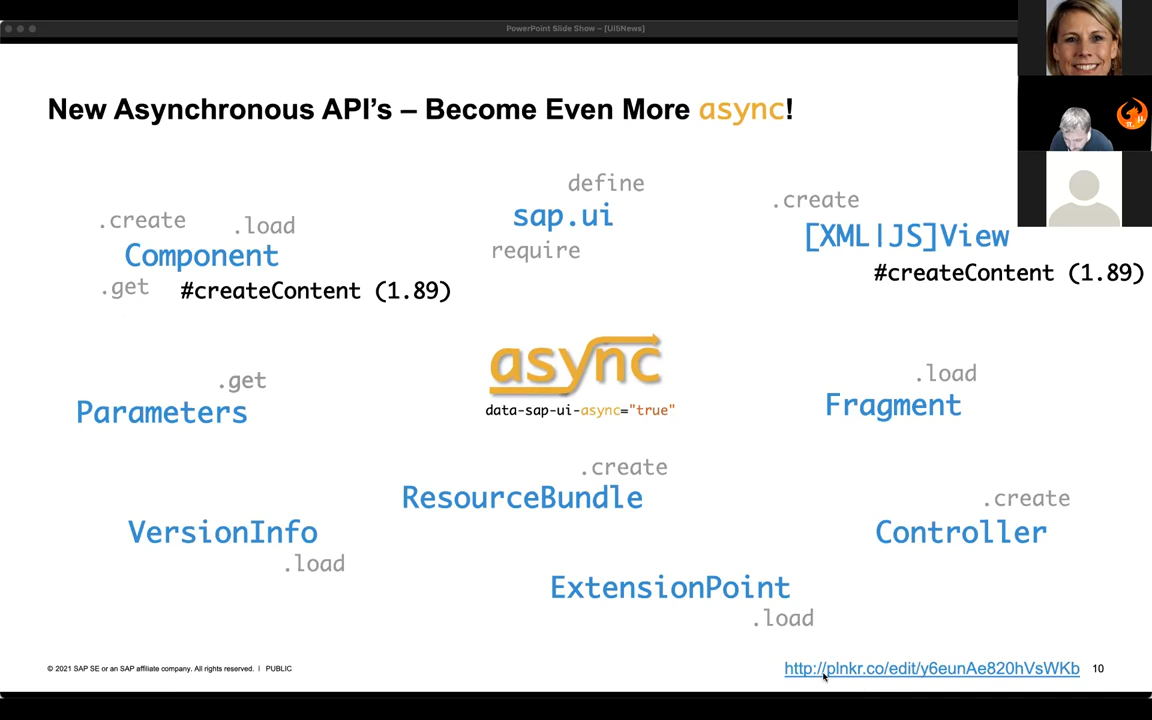 PowerPoint Slide Show – [UI5News]
New Asynchronous API's – Become Even More async!
define
sap.ui
require
.create
.load
Component
.get
#createContent (1.89)
.create
[XML|JS]View
#createContent (1.89)
async
data-sap-ui-async="true"
.get
Parameters
.load
Fragment
.create
ResourceBundle
VersionInfo
.load
.create
Controller
ExtensionPoint
.load
© 2021 SAP SE or an SAP affiliate company. All rights reserved. | PUBLIC
http://plnkr.co/edit/y6eunAe820hVsWKb
10